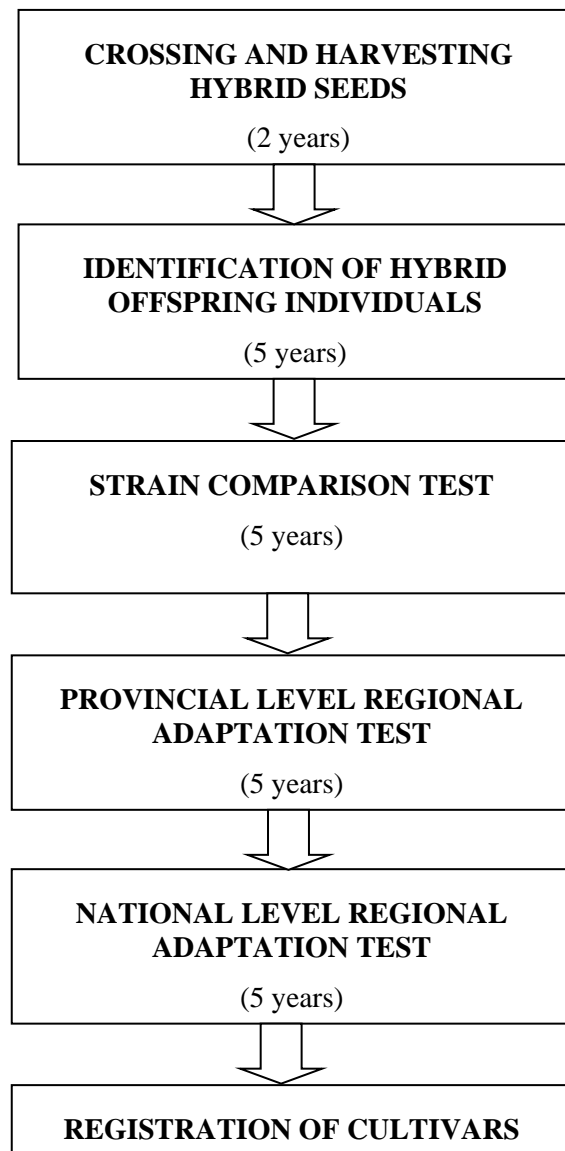 CROSSING AND HARVESTING
HYBRID SEEDS
(2 years)
IDENTIFICATION OF HYBRID
OFFSPRING INDIVIDUALS
(5 years)
STRAIN COMPARISON TEST
(5 years)
PROVINCIAL LEVEL REGIONAL
ADAPTATION TEST
(5 years)
NATIONAL LEVEL REGIONAL
ADAPTATION TEST
(5 years)
REGISTRATION OF CULTIVARS